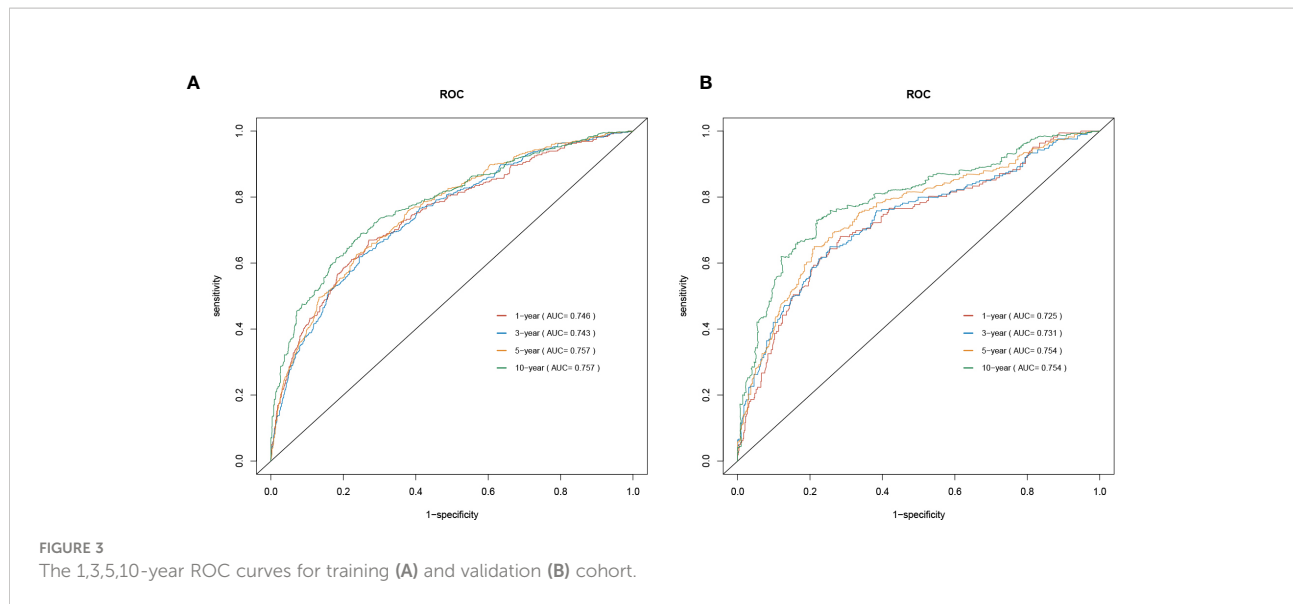 A
ROC
1.0
0.8
0.6
0.4
0.2
0.0
sensitivity
1-year ( AUC= 0.746 )
3-year ( AUC= 0.743 )
5-year ( AUC= 0.757 )
10-year ( AUC= 0.757 )
0.0 0.2 0.4 0.6 0.8 1.0
1-specificity
B
ROC
1.0
0.8
0.6
0.4
0.2
0.0
sensitivity
1-year ( AUC= 0.725 )
3-year ( AUC= 0.731 )
5-year ( AUC= 0.754 )
10-year ( AUC= 0.754 )
0.0 0.2 0.4 0.6 0.8 1.0
1-specificity
FIGURE 3
The 1,3,5,10-year ROC curves for training (A) and validation (B) cohort.